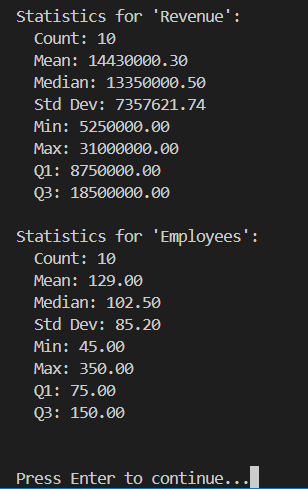 Statistics for 'Revenue':
Count: 10
Mean: 14430000.30
Median: 13350000.50
Std Dev: 7357621.74
Min: 5250000.00
Max: 31000000.00
Q1: 8750000.00
Q3: 18500000.00
Statistics for 'Employees':
Count: 10
Mean: 129.00
Median: 102.50
Std Dev: 85.20
Min: 45.00
Max: 350.00
Q1: 75.00
Q3: 150.00
Press Enter to continue...